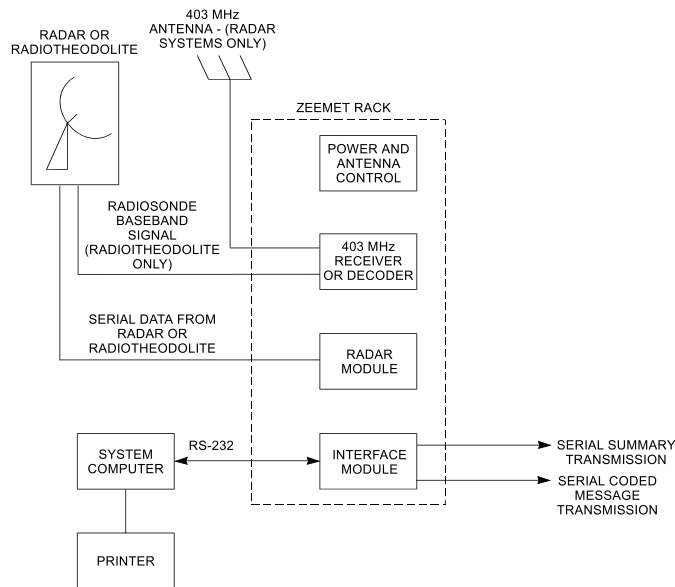 403 MHz
ANTENNA - (RADAR
SYSTEMS ONLY)
RADAR OR
RADIOTHEODOLITE
ZEEMET RACK
POWER AND
ANTENNA
CONTROL
RADIOSONDE
BASEBAND
SIGNAL
(RADIOITHEODOLITE
ONLY)
403 MHz
RECEIVER
OR DECODER
SERIAL DATA FROM
RADAR OR
RADIOTHEODOLITE
RADAR
MODULE
SYSTEM
COMPUTER
RS-232
INTERFACE
MODULE
SERIAL SUMMARY
TRANSMISSION
SERIAL CODED
MESSAGE
TRANSMISSION
PRINTER